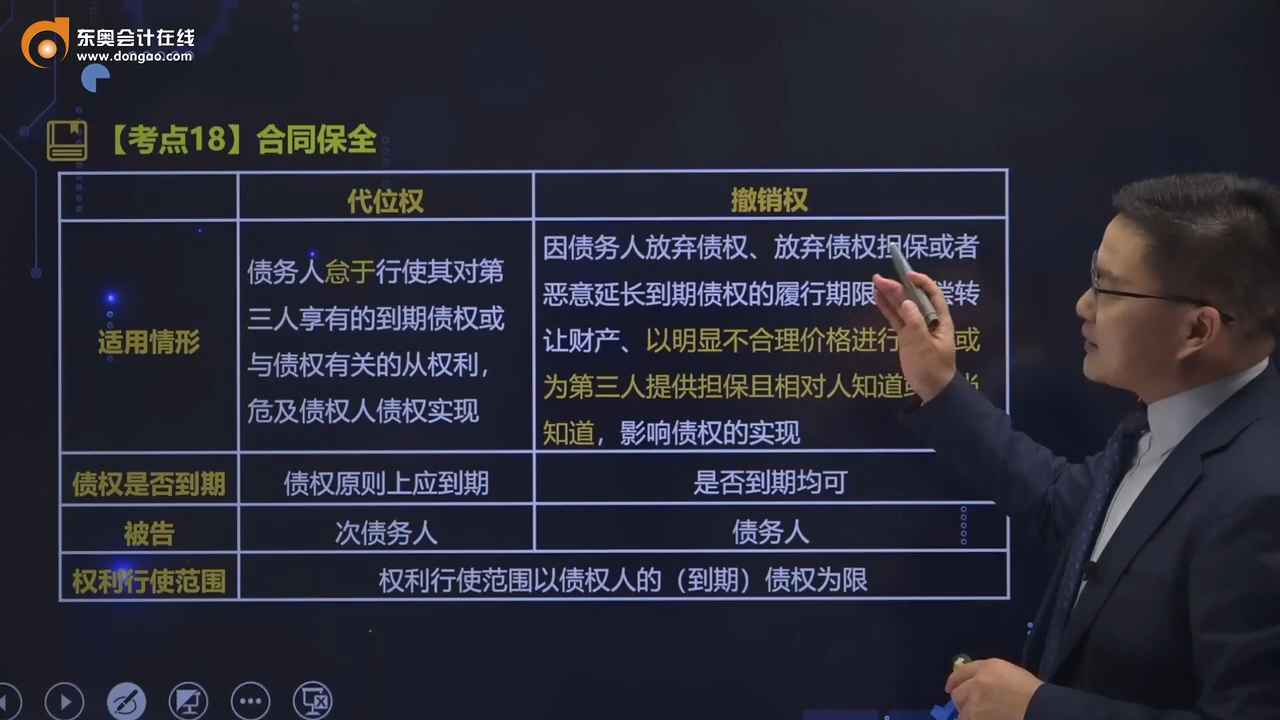 东奥会计在线
www.dongao.com
【考点18】合同保全
代位权
撤销权
适用情形
债务人怠于行使其对第
三人享有的到期债权或
与债权有关的从权利，
危及债权人债权实现
因债务人放弃债权、放弃债权担保或者
恶意延长到期债权的履行期限 转
让财产、以明显不合理价格进行 或
为第三人提供担保且相对人知道
知道，影响债权的实现
债权是否到期
债权原则上应到期
是否到期均可
被告
次债务人
债务人
权利行使范围
权利行使范围以债权人的（到期）债权为限